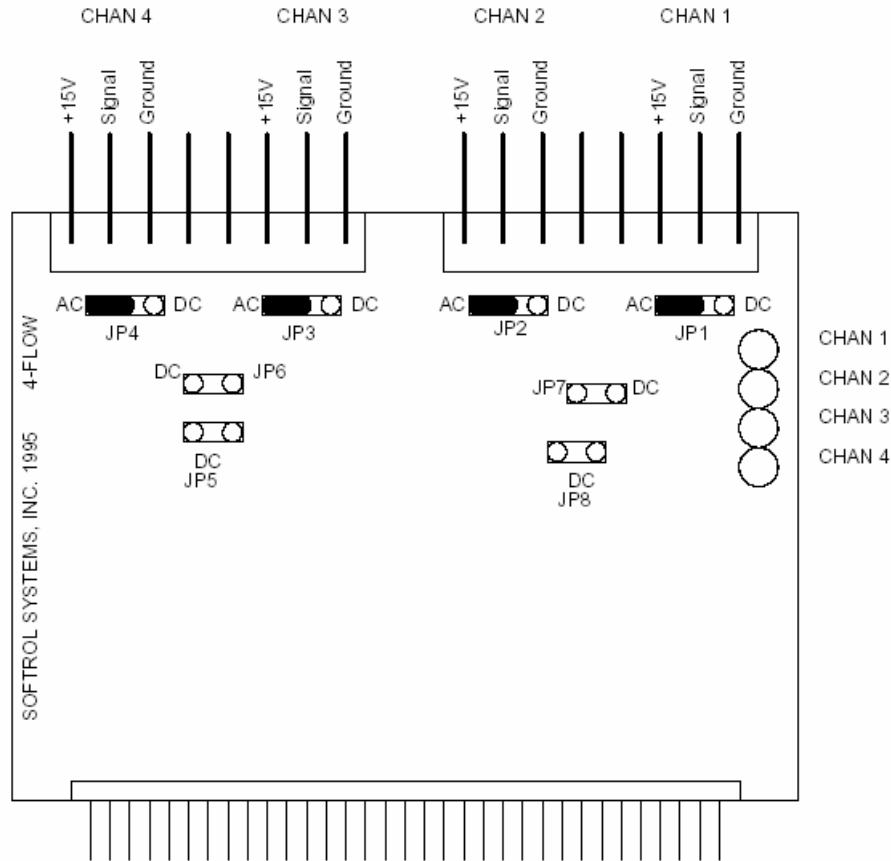 CHAN 4 CHAN 3 CHAN 2 CHAN 1
+15V Signal Ground +15V Signal Ground +15V Signal Ground +15V Signal Ground
AC DC AC DC AC DC AC DC
JP4 JP3 JP2 JP1
CHAN 1
DC JP6
JP7 DC
CHAN 2
CHAN 3
DC
JP5
DC
JP8
CHAN 4
SOFTROL SYSTEMS, INC. 1995 4-FLOW